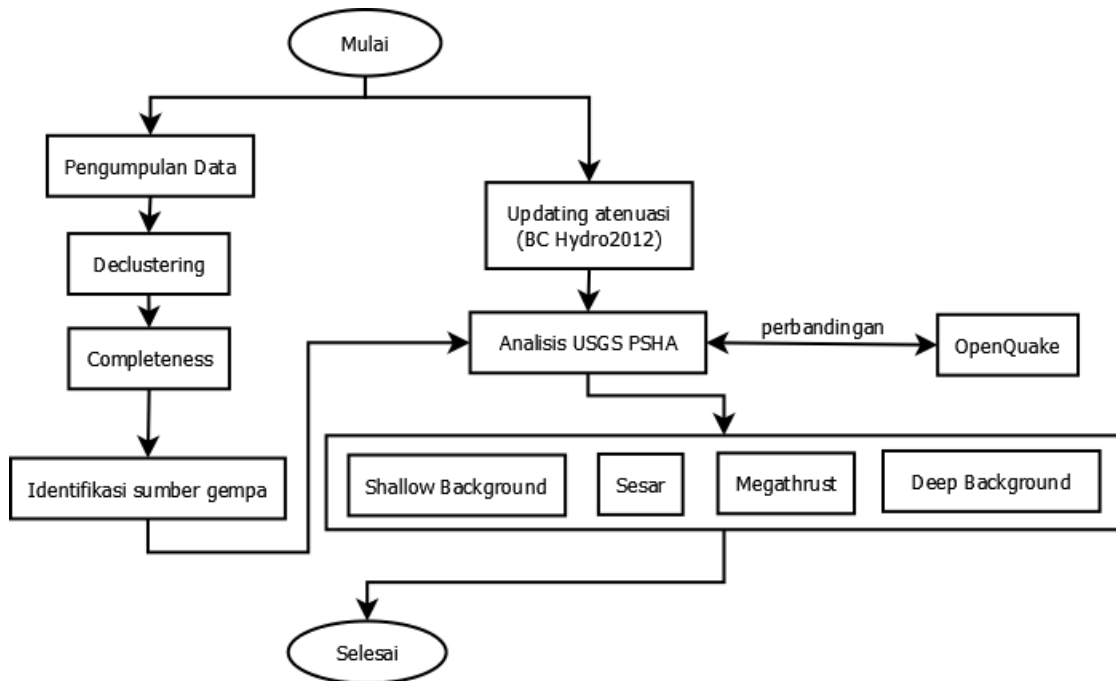 Mulai
Pengumpulan Data
Updating atenuasi
(BC Hydro2012)
Declustering
Completeness
Analisis USGS PSHA
perbandingan
OpenQuake
Identifikasi sumber gempa
Shallow Background
Sesar
Megathrust
Deep Background
Selesai